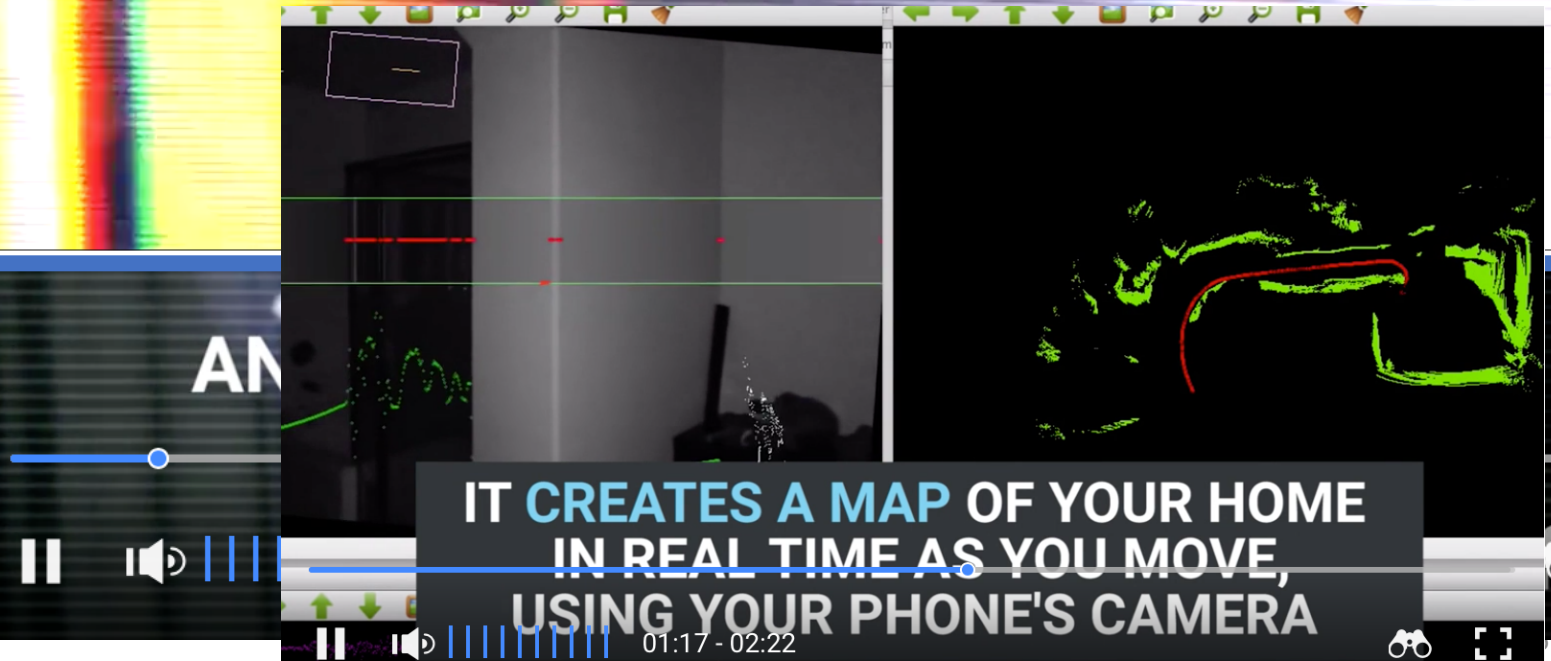 AN
IT CREATES A MAP OF YOUR HOME
IN REAL TIME AS YOU MOVE,
USING YOUR PHONE'S CAMERA
01:17 - 02:22